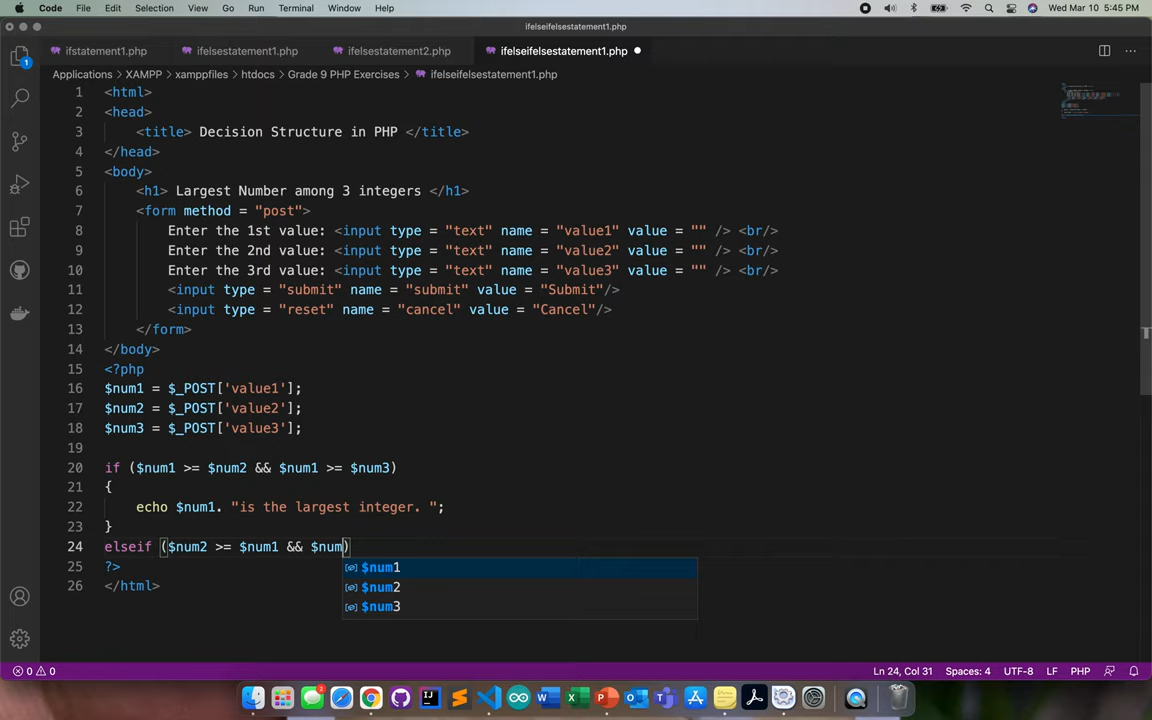 Code File Edit Selection View Go Run Terminal Window Help Wed Mar 10 5:45 PM
ifelseifelsestatement1.php
ifstatement1.php ifelsestatement1.php ifelsestatement2.php ifelseifelsestatement1.php
Applications > XAMPP > xamppfiles > htdocs > Grade 9 PHP Exercises > ifelseifelsestatement1.php
1 <html>
2 <head>
3 <title> Decision Structure in PHP </title>
4 </head>
5 <body>
6 <h1> Largest Number among 3 integers </h1>
7 <form method = "post">
8 Enter the 1st value: <input type = "text" name = "value1" value = "" /> <br/>
9 Enter the 2nd value: <input type = "text" name = "value2" value = "" /> <br/>
10 Enter the 3rd value: <input type = "text" name = "value3" value = "" /> <br/>
11 <input type = "submit" name = "submit" value = "Submit"/>
12 <input type = "reset" name = "cancel" value = "Cancel"/>
13 </form>
14 </body>
15 <?php
16 $num1 = $_POST['value1'];
17 $num2 = $_POST['value2'];
18 $num3 = $_POST['value3'];
19
20 if ($num1 >= $num2 && $num1 >= $num3)
21 {
22 echo $num1. "is the largest integer. ";
23 }
24 elseif ($num2 >= $num1 && $num)
25 ?>
$num1
26 </html>
$num2
$num3
0 0 Ln 24, Col 31 Spaces: 4 UTF-8 LF PHP